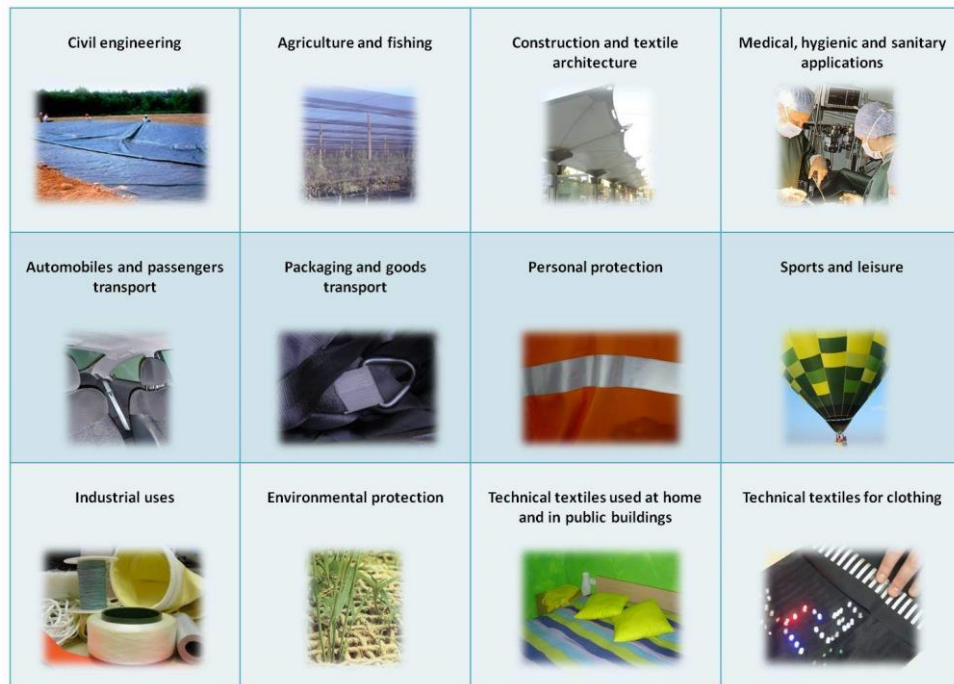 Civil engineering
Agriculture and fishing
Construction and textile
architecture
Medical, hygienic and sanitary
applications
Automobiles and passengers
transport
Packaging and goods
transport
Personal protection
Sports and leisure
Industrial uses
Environmental protection
Technical textiles used at home
and in public buildings
Technical textiles for clothing